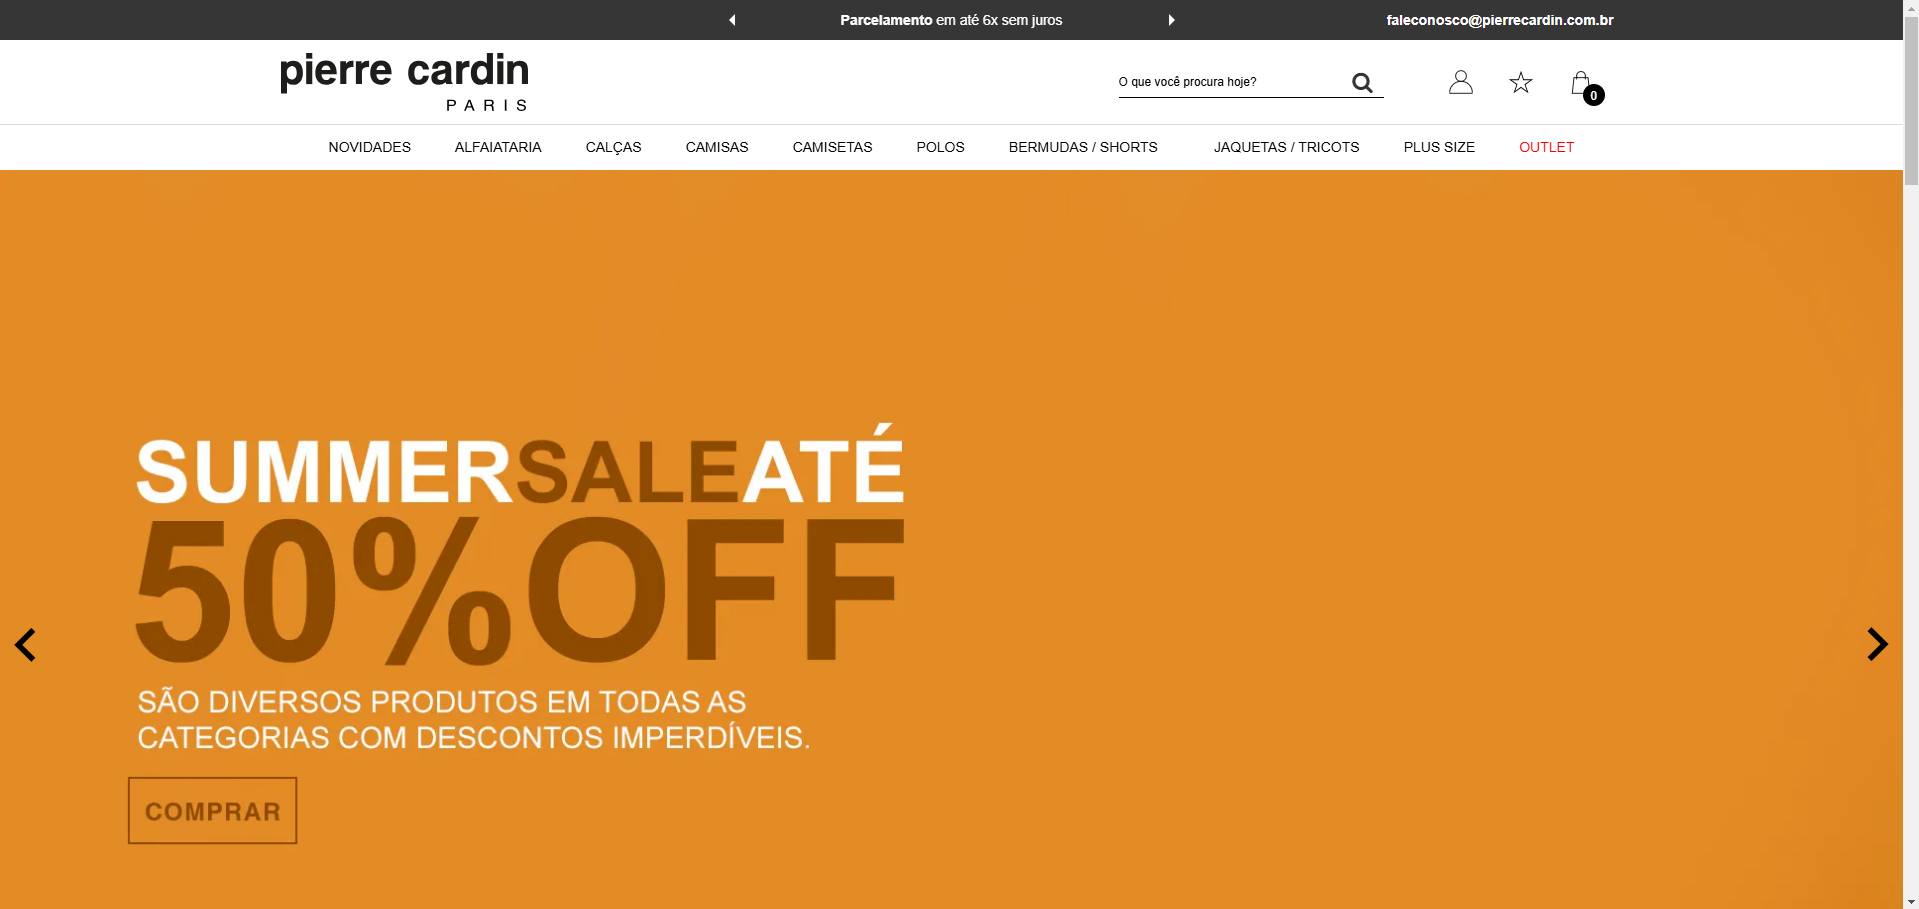 Parcelamento em até 6x sem juros
faleconosco@pierrecardin.com.br
pierre cardin
PARIS
O que você procura hoje?
0
NOVIDADES
ALFAIATARIA
CALÇAS
CAMISAS
CAMISETAS
POLOS
BERMUDAS / SHORTS
JAQUETAS / TRICOTS
PLUS SIZE
OUTLET
SUMMERSALEATÉ
50%OFF
SÃO DIVERSOS PRODUTOS EM TODAS AS
CATEGORIAS COM DESCONTOS IMPERDÍVEIS.
COMPRAR